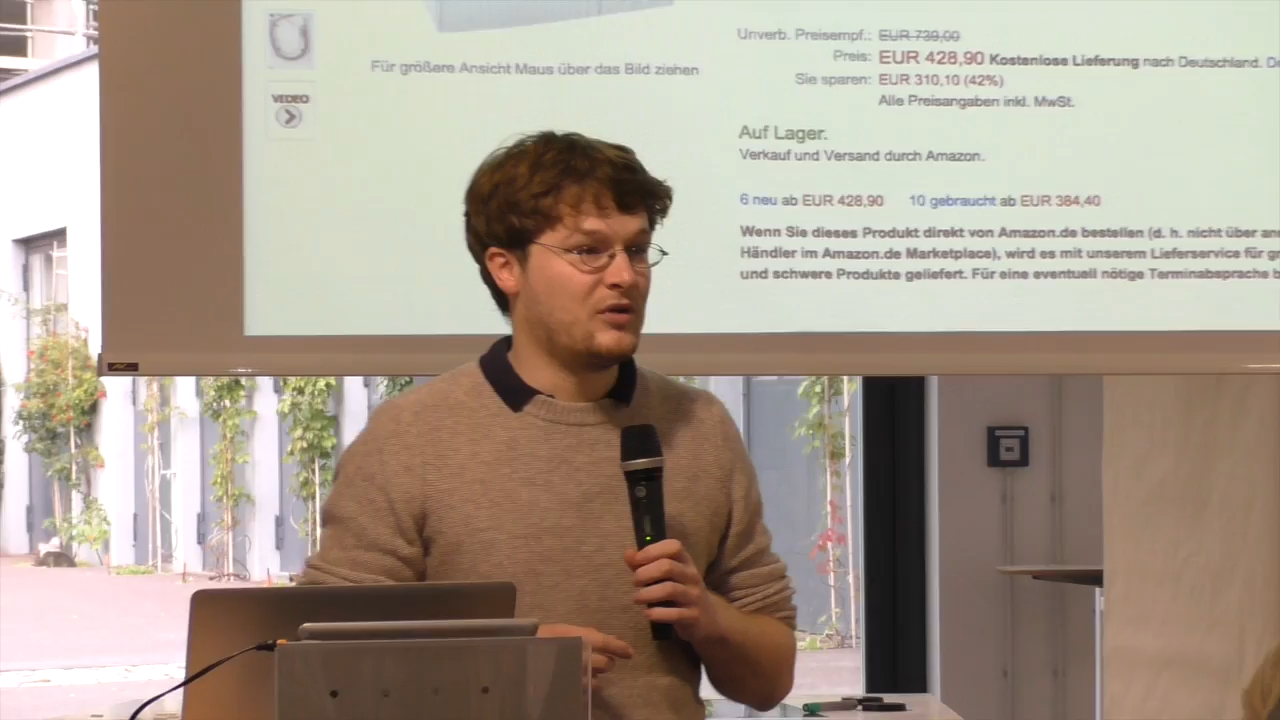 Unverb. Preisempf.: EUR 739,00
Preis: EUR 428,90 Kostenlose Lieferung nach Deutschland.
Sie sparen: EUR 310,10 (42%)
Alle Preisangaben inkl. MwSt.
Für größere Ansicht Maus über das Bild ziehen
VIDEO
Auf Lager.
Verkauf und Versand durch Amazon.
6 neu ab EUR 428,90 10 gebraucht ab EUR 384,40
Wenn Sie dieses Produkt direkt von Amazon.de bestellen (d. h. nicht über
Händler im Amazon.de Marketplace), wird es mit unserem Lieferservice für
und schwere Produkte geliefert. Für eine eventuell nötige Terminabsprache